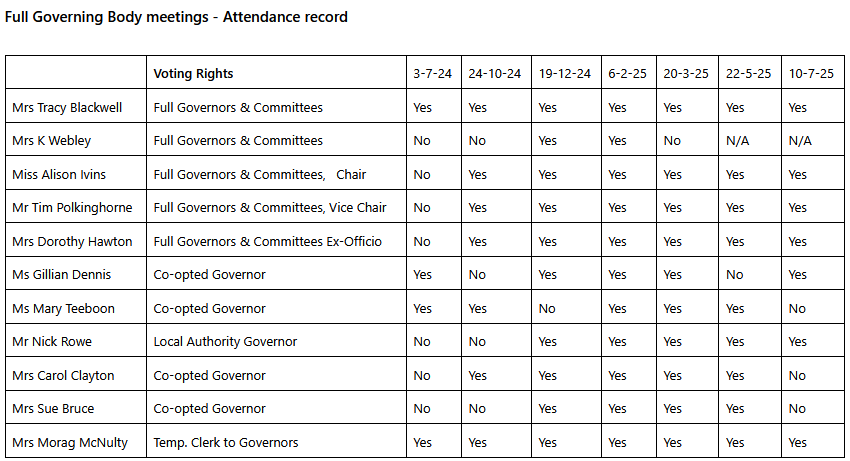 Full Governing Body meetings - Attendance record
Voting Rights 3-7-24 24-10-24 19-12-24 6-2-25 20-3-25 22-5-25 10-7-25
Mrs Tracy Blackwell Full Governors & Committees Yes Yes Yes Yes Yes Yes Yes
Mrs K Webley Full Governors & Committees No No Yes Yes No N/A N/A
Miss Alison Ivins Full Governors & Committees, Chair No Yes Yes Yes Yes Yes Yes
Mr Tim Polkinghorne Full Governors & Committees, Vice Chair No Yes Yes Yes Yes Yes Yes
Mrs Dorothy Hawton Full Governors & Committees Ex-Officio No Yes Yes Yes Yes Yes Yes
Ms Gillian Dennis Co-opted Governor Yes No Yes Yes Yes No Yes
Ms Mary Teeboon Co-opted Governor Yes Yes No Yes Yes Yes No
Mr Nick Rowe Local Authority Governor No No Yes Yes Yes Yes Yes
Mrs Carol Clayton Co-opted Governor No Yes Yes Yes Yes Yes No
Mrs Sue Bruce Co-opted Governor No No Yes Yes Yes Yes No
Mrs Morag McNulty Temp. Clerk to Governors Yes Yes Yes Yes Yes Yes Yes